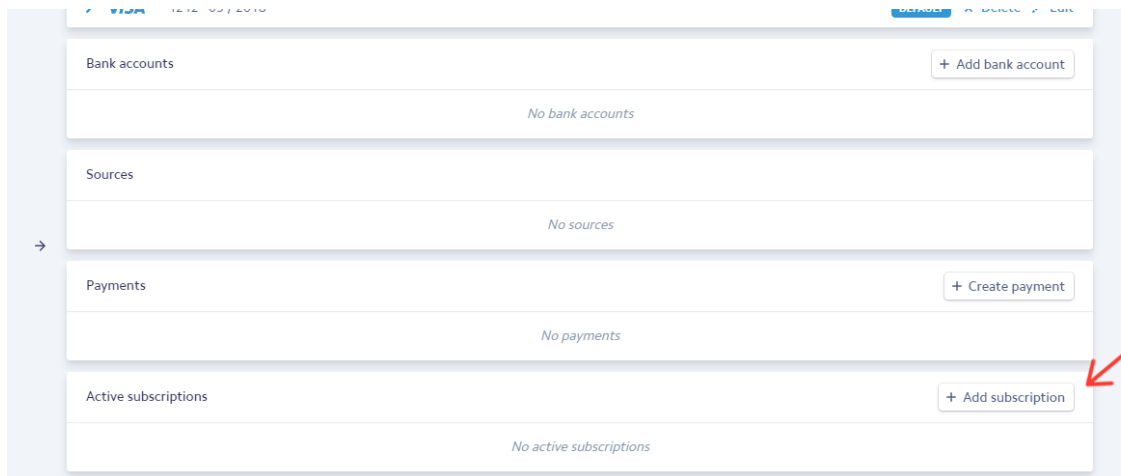 VISA
Bank accounts
+ Add bank account
No bank accounts
Sources
No sources
Payments
+ Create payment
No payments
Active subscriptions
+ Add subscription
No active subscriptions